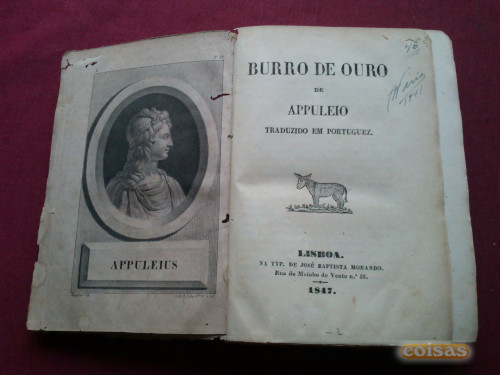 APPULEIUS
BURRO DE OURO
DE
APPULEIO
TRADUZIDO EM PORTUGUEZ.
LISBOA.
NA TYP. DE JOSÉ BAPTISTA MORANDO.
Rua do Moinho de Vento n.º 59.
1847.
coisas